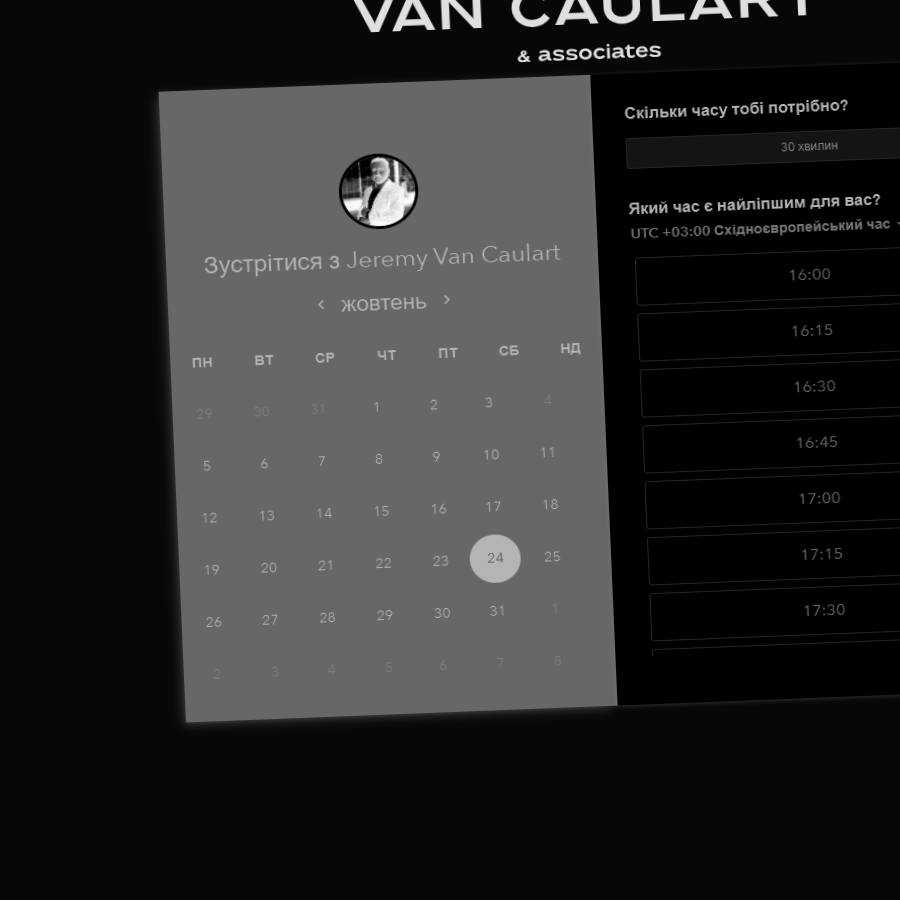 VAN CAULART
& associates
Зустрітися з Jeremy Van Caulart
жовтень
ПН ВТ СР ЧТ ПТ СБ НД
29 30 31 1 2 3 4
5 6 7 8 9 10 11
12 13 14 15 16 17 18
19 20 21 22 23 24 25
26 27 28 29 30 31 1
2 3 4 5 6 7 8
Скільки часу тобі потрібно?
30 хвилин
Який час є найліпшим для вас?
UTC +03:00 Східноєвропейський час
16:00
16:15
16:30
16:45
17:00
17:15
17:30